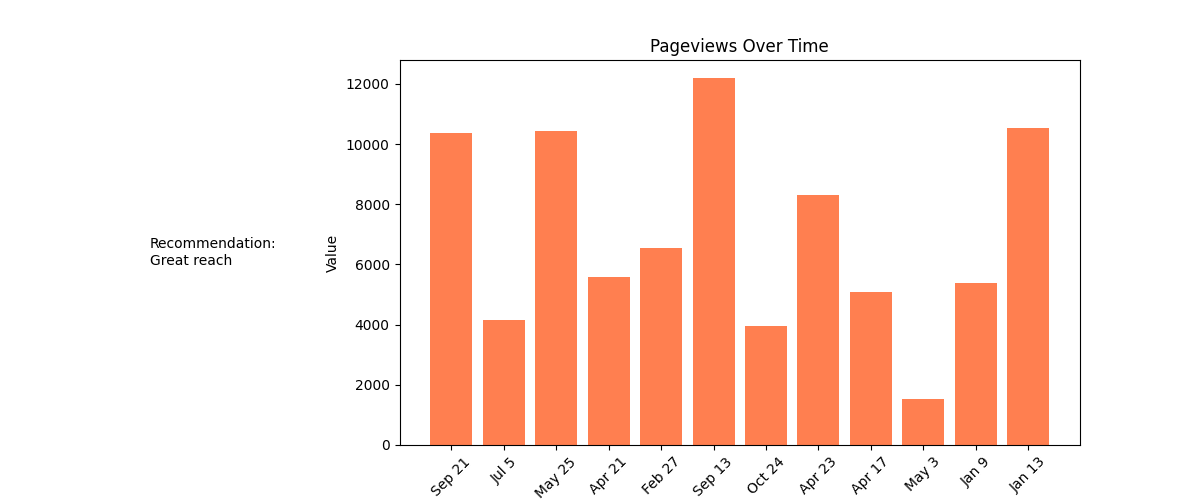 Pageviews Over Time
Recommendation:
Great reach
Value
12000
10000
8000
6000
4000
2000
0
Sep 21
Jul 5
May 25
Apr 21
Feb 27
Sep 13
Oct 24
Apr 23
Apr 17
May 3
Jan 9
Jan 13